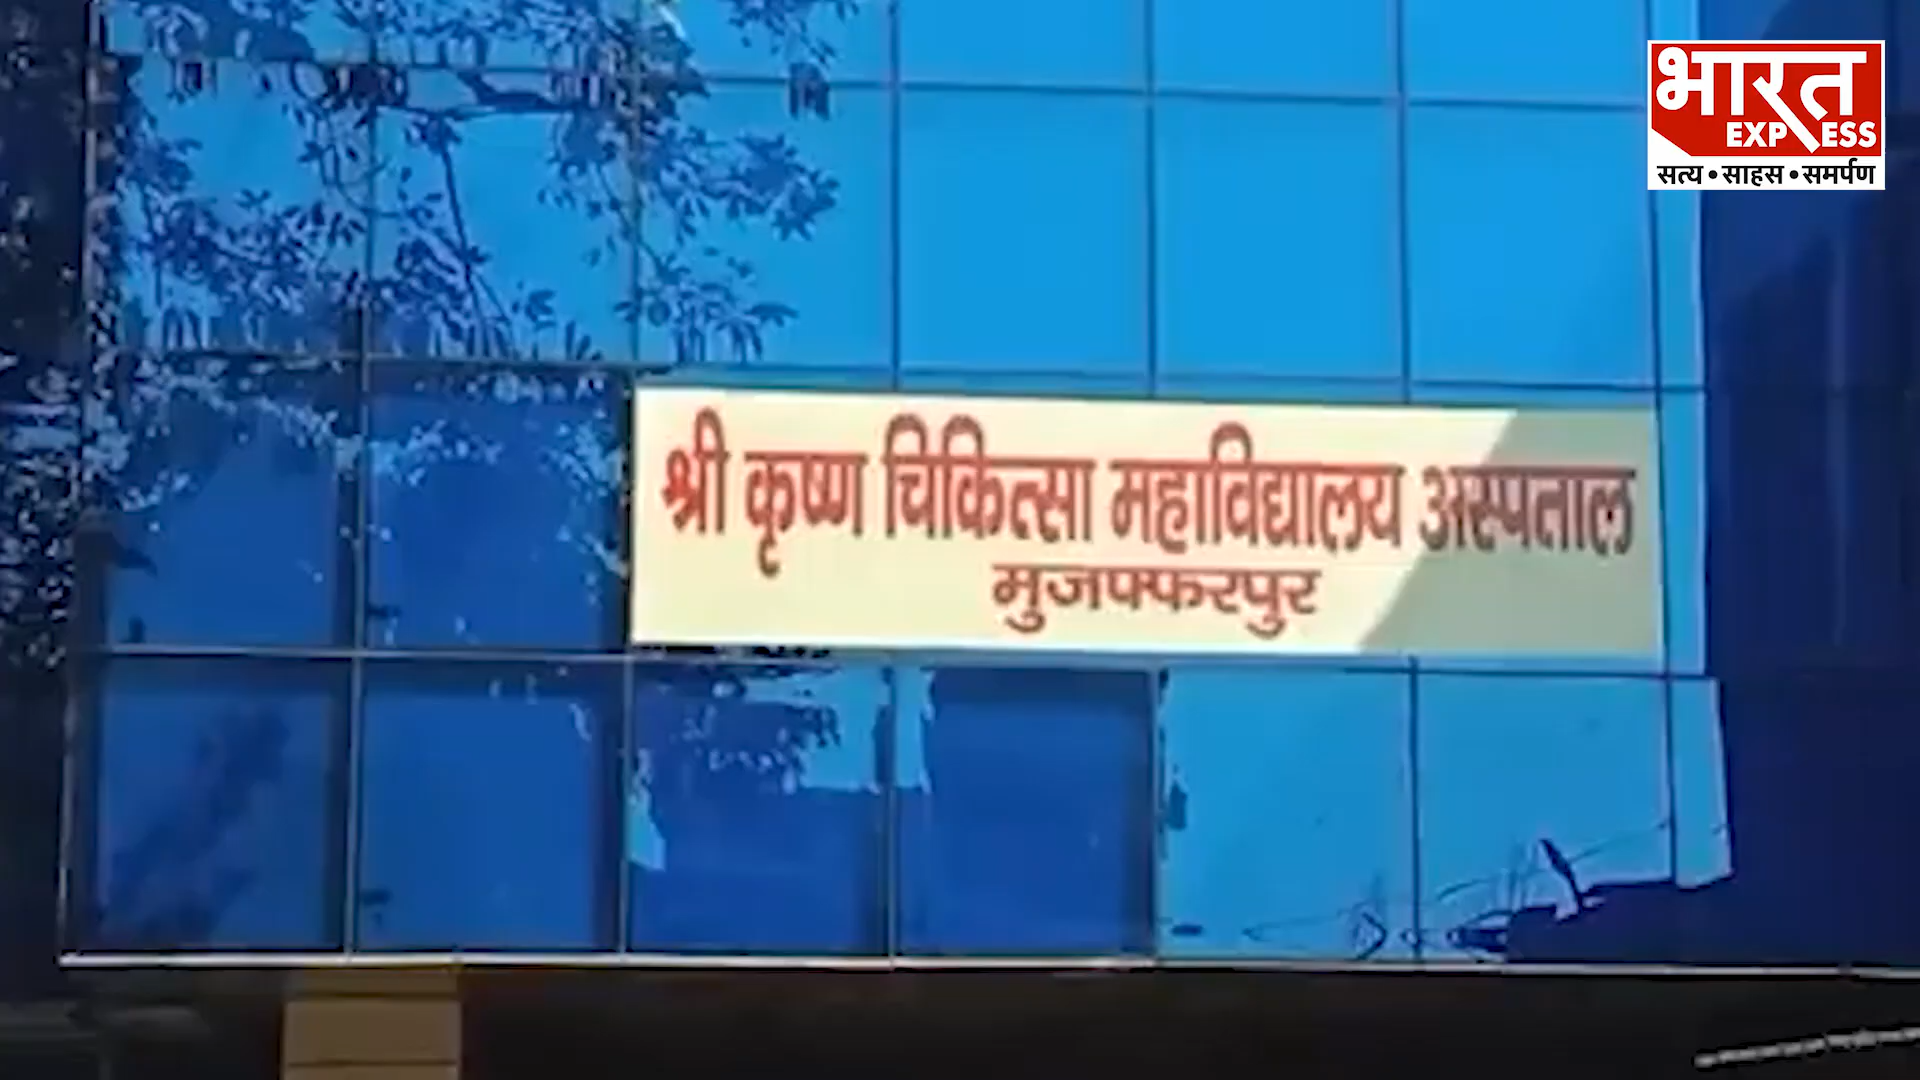 भारत
EXPRESS
सत्य • साहस • समर्पण
श्री कृष्ण चिकित्सा महाविद्यालय अस्पताल
मुजफ्फरपुर